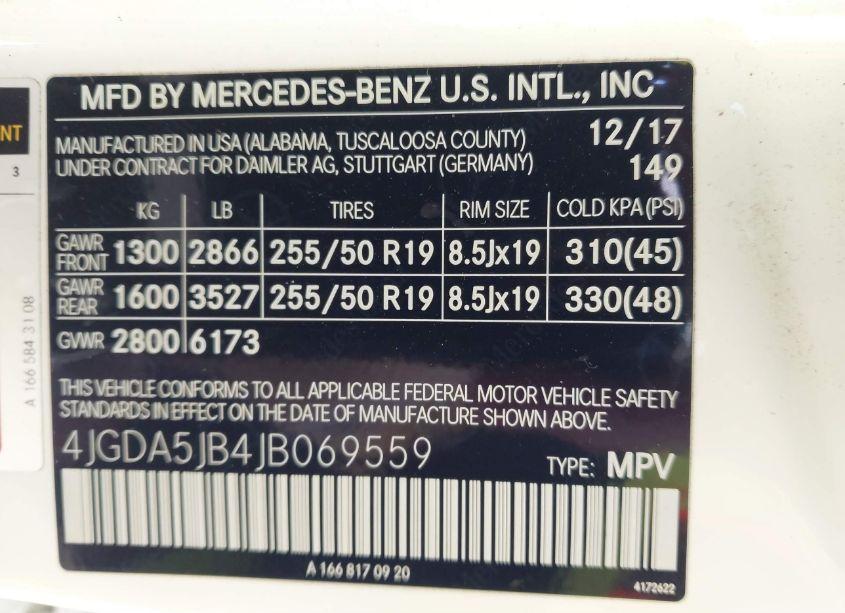 MFD BY MERCEDES-BENZ U.S. INTL., INC
MANUFACTURED IN USA (ALABAMA, TUSCALOOSA COUNTY) 12/17
UNDER CONTRACT FOR DAIMLER AG, STUTTGART (GERMANY) 149
KG LB TIRES RIM SIZE COLD KPA (PSI)
GAWR FRONT 1300 2866 255/50 R19 8.5Jx19 310(45)
GAWR REAR 1600 3527 255/50 R19 8.5Jx19 330(48)
GVWR 2800 6173
THIS VEHICLE CONFORMS TO ALL APPLICABLE FEDERAL MOTOR VEHICLE SAFETY
STANDARDS IN EFFECT ON THE DATE OF MANUFACTURE SHOWN ABOVE.
4JGDA5JB4JB069559 TYPE: MPV
A 166 817 09 20
4172622
NT
3
A 166 584 31 08